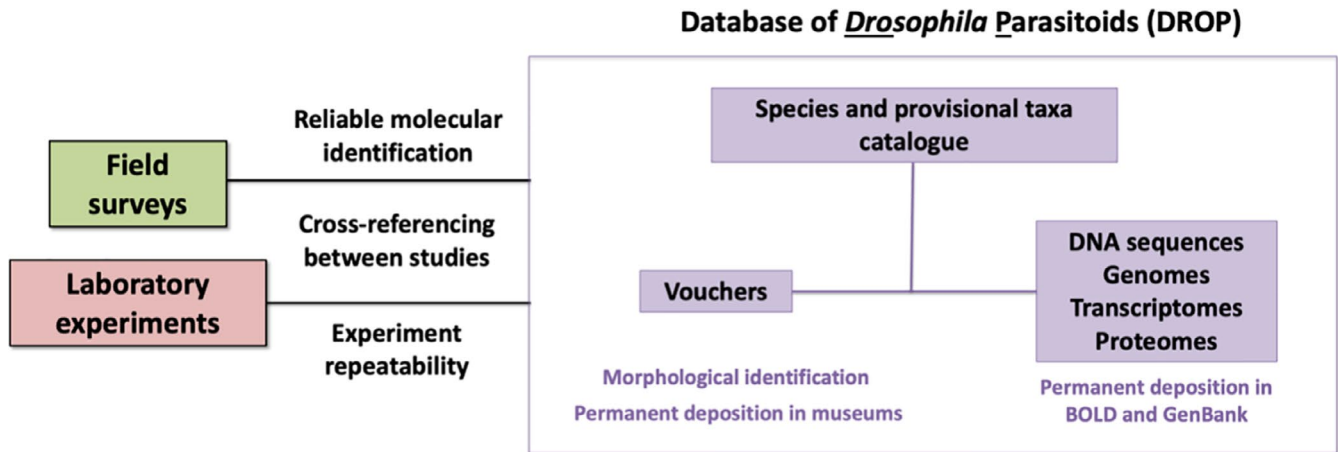 Database of Drosophila Parasitoids (DROP)
Reliable molecular
identification
Field
surveys
Cross-referencing
between studies
Laboratory
experiments
Experiment
repeatability
Species and provisional taxa
catalogue
Vouchers
DNA sequences
Genomes
Transcriptomes
Proteomes
Morphological identification
Permanent deposition in museums
Permanent deposition in
BOLD and GenBank